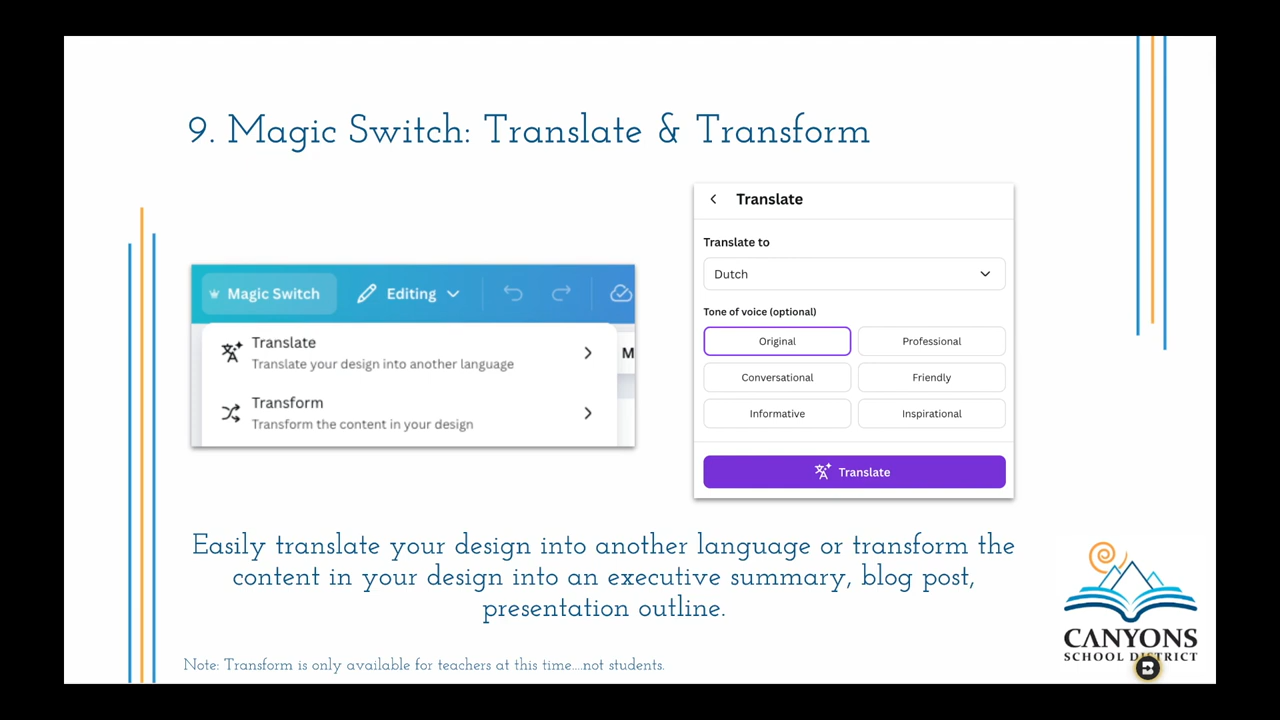 9. Magic Switch: Translate & Transform
Magic Switch
Editing
Translate
Translate your design into another language
M
Transform
Transform the content in your design
Translate
Translate to
Dutch
Tone of voice (optional)
Original
Professional
Conversational
Friendly
Informative
Inspirational
Translate
Easily translate your design into another language or transform the
content in your design into an executive summary, blog post,
presentation outline.
CANYONS
SCHOOL DISTRICT
Note: Transform is only available for teachers at this time....not students.